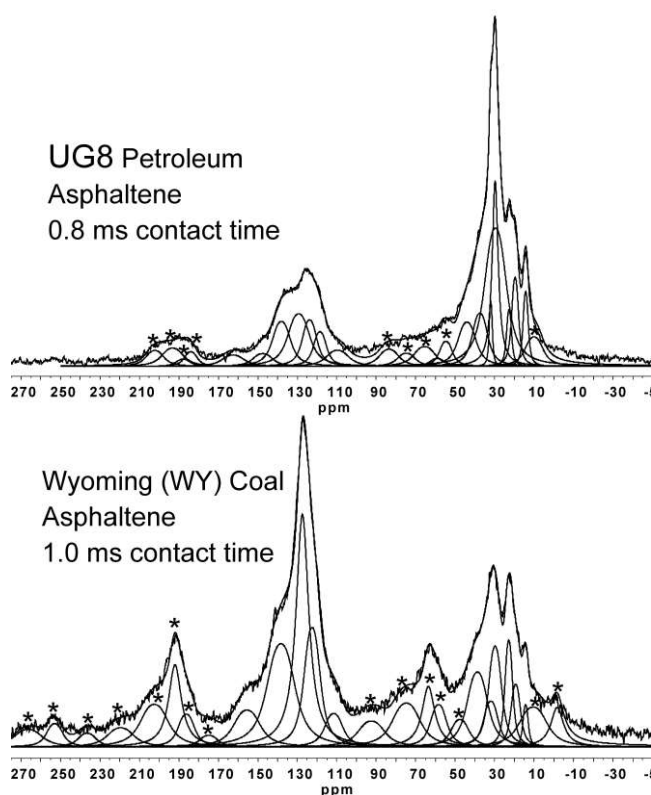 UG8 Petroleum
Asphaltene
0.8 ms contact time
* * * * * * * * *
270 250 230 210 190 170 150 130 110 90 70 50 30 10 -10 -30 -50
ppm
Wyoming (WY) Coal
Asphaltene
1.0 ms contact time
* * * * * * * * * * * * * *
270 250 230 210 190 170 150 130 110 90 70 50 30 10 -10 -30 -50
ppm